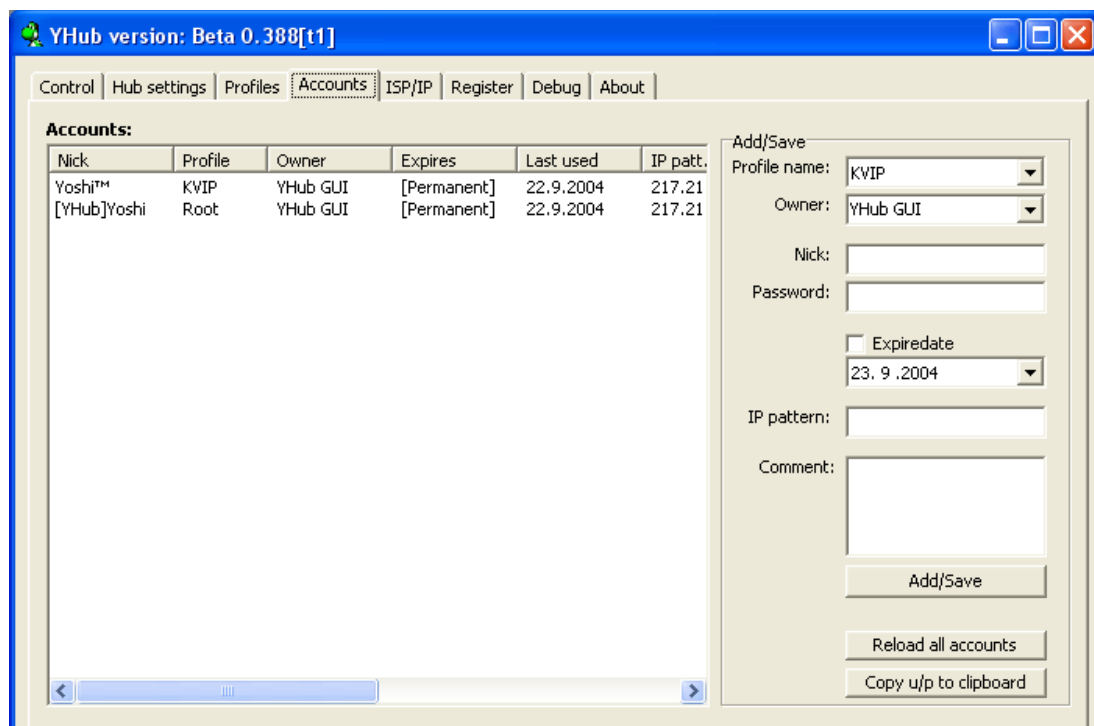 YHub version: Beta 0.388[t1]
Control Hub settings Profiles Accounts ISP/IP Register Debug About
Accounts:
Nick Profile Owner Expires Last used IP patt.
Yoshi™ KVIP YHub GUI [Permanent] 22.9.2004 217.21
[YHub]Yoshi Root YHub GUI [Permanent] 22.9.2004 217.21
Add/Save
Profile name: KVIP
Owner: YHub GUI
Nick:
Password:
Expiredate
23. 9 .2004
IP pattern:
Comment:
Add/Save
Reload all accounts
Copy u/p to clipboard